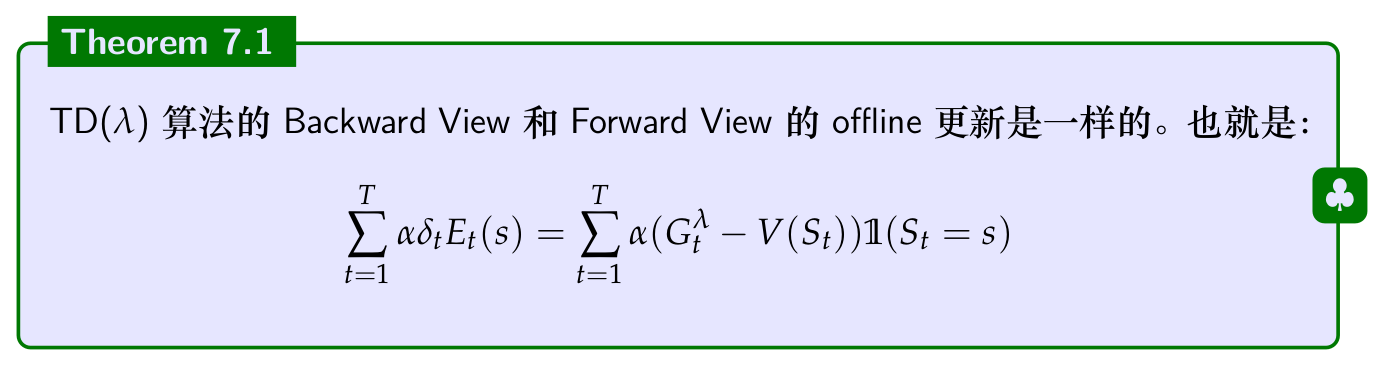 Theorem 7.1
TD(λ) 算法的 Backward View 和 Forward View 的 offline 更新是一样的。也就是:
$$\sum_{t=1}^{T} \alpha \delta_t E_t(s) = \sum_{t=1}^{T} \alpha (G_t^{\lambda} - V(S_t)) \mathbb{1}(S_t = s)$$
♣